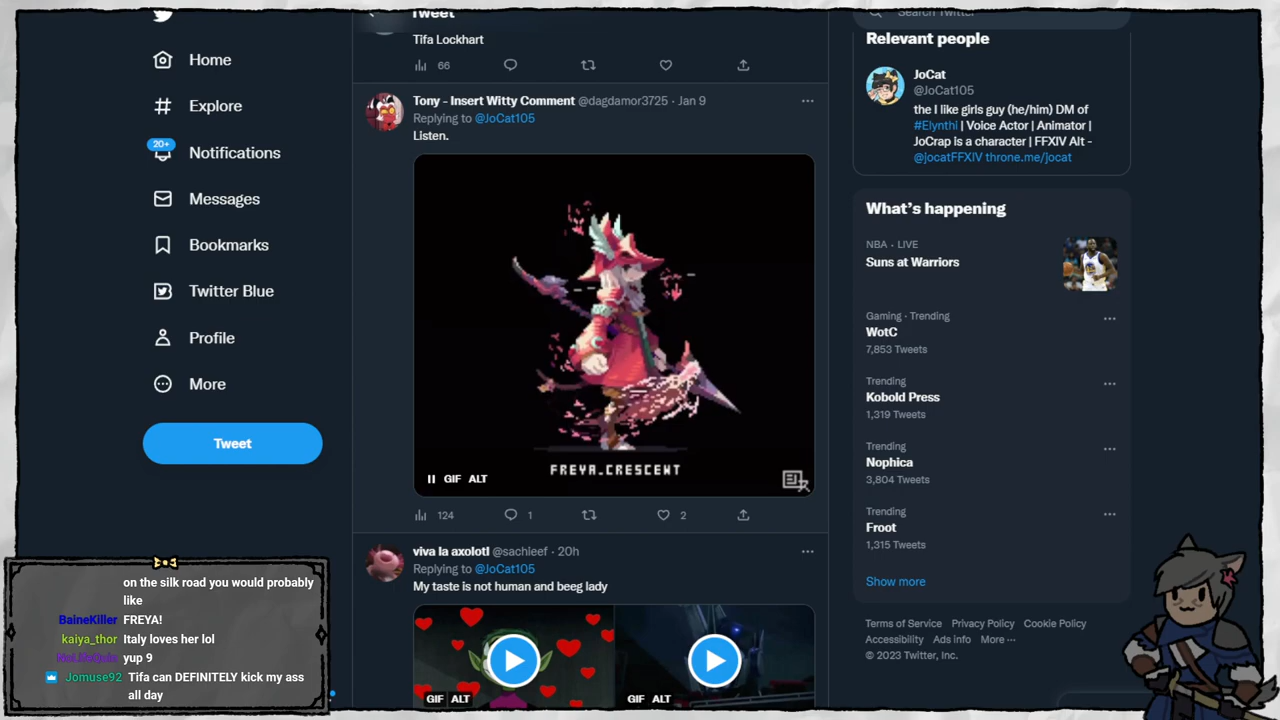 Home
Explore
20+
Notifications
Messages
Bookmarks
Twitter Blue
Profile
More
Tweet
Tweet
Tifa Lockhart
66
Tony - Insert Witty Comment @dagdamor3725 · Jan 9
Replying to @JoCat105
Listen.
FREYA_CRESCENT
GIF ALT
124 1 2
viva la axolotl @sachleef · 20h
Replying to @JoCat105
My taste is not human and beeg lady
GIF ALT
GIF ALT
Search Twitter
Relevant people
JoCat
@JoCat105
the I like girls guy (he/him) DM of
#Elynthi | Voice Actor | Animator |
JoCrap is a character | FFXIV Alt -
@jocatFFXIV throne.me/jocat
What's happening
NBA · LIVE
Suns at Warriors
Gaming · Trending
WotC
7,853 Tweets
Trending
Kobold Press
1,319 Tweets
Trending
Nophica
3,804 Tweets
Trending
Froot
1,315 Tweets
Show more
Terms of Service Privacy Policy Cookie Policy
Accessibility Ads info More ···
© 2023 Twitter, Inc.
on the silk road you would probably
like
BaineKiller FREYA!
kaiya_thor Italy loves her lol
yup 9
Jomuse92 Tifa can DEFINITELY kick my ass
all day